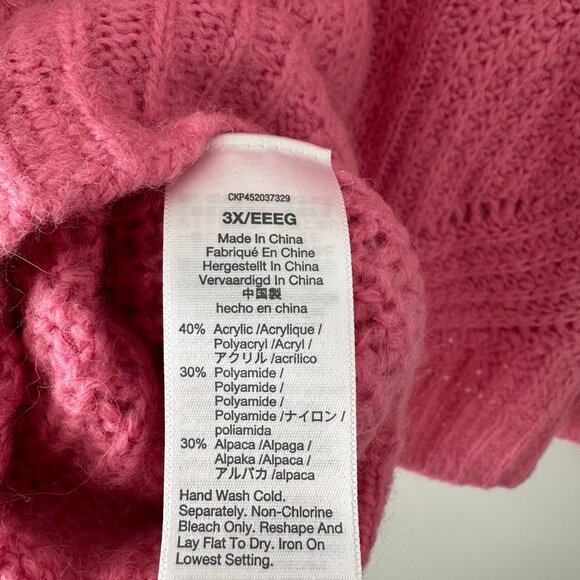 CKP452037329
3X/EEEG
Made In China
Fabriqué En Chine
Hergestellt In China
Vervaardigd In China
中国製
hecho en china
40% Acrylic /Acrylique /
Polyacryl /Acryl /
アクリル /acrílico
30% Polyamide /
Polyamide /
Polyamide /
Polyamide /ナイロン /
poliamida
30% Alpaca /Alpaga /
Alpaka /Alpaca /
アルパカ /alpaca
Hand Wash Cold.
Separately. Non-Chlorine
Bleach Only. Reshape And
Lay Flat To Dry. Iron On
Lowest Setting.